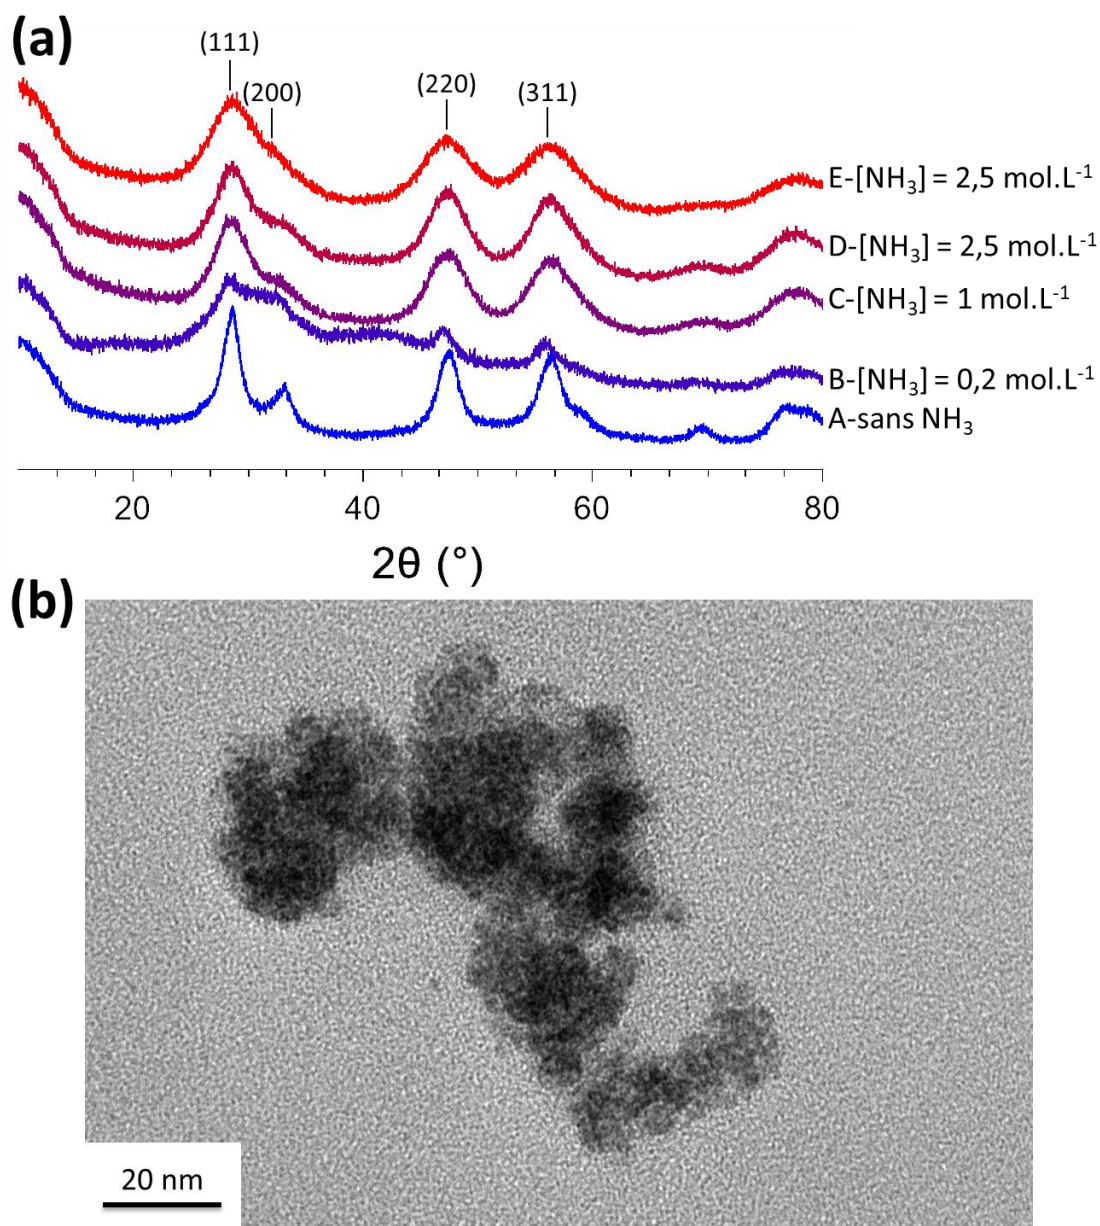 (a)
(111)
(200)
(220)
(311)
E-[NH₃] = 2,5 mol.L⁻¹
D-[NH₃] = 2,5 mol.L⁻¹
C-[NH₃] = 1 mol.L⁻¹
B-[NH₃] = 0,2 mol.L⁻¹
A-sans NH₃
20 40 60 80
2θ (°)
(b)
20 nm